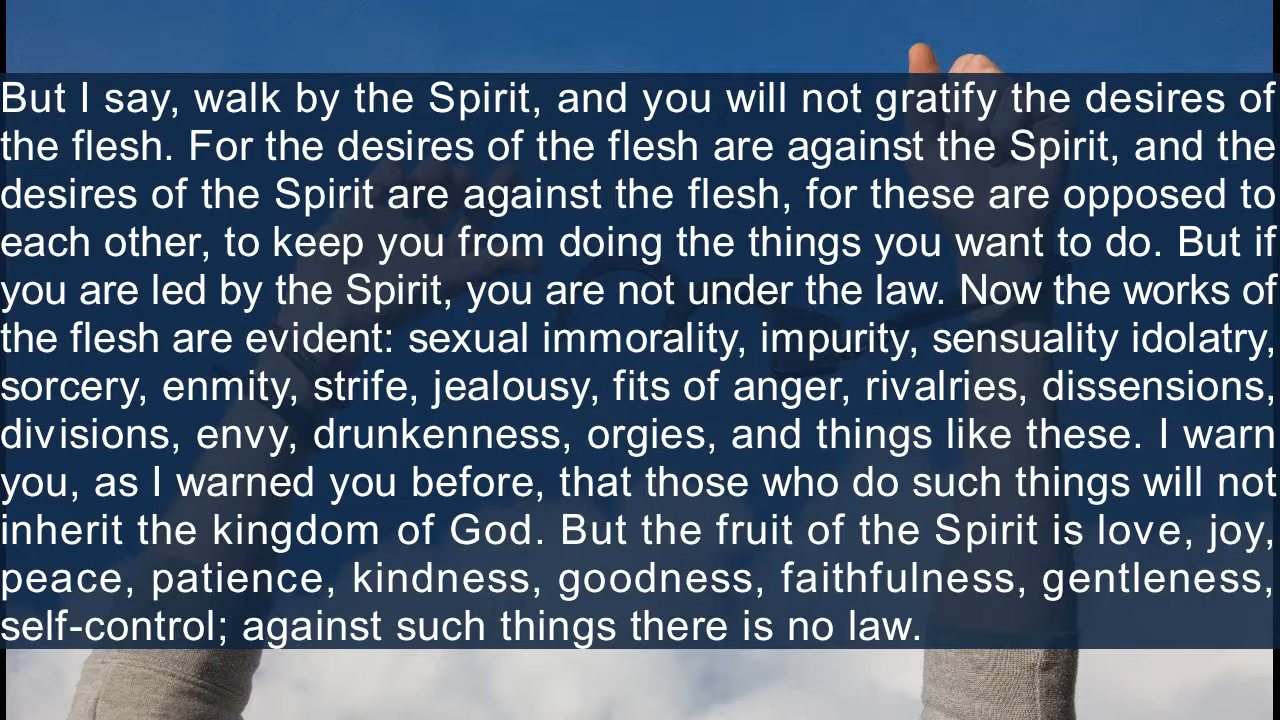 But I say, walk by the Spirit, and you will not gratify the desires of
the flesh. For the desires of the flesh are against the Spirit, and the
desires of the Spirit are against the flesh, for these are opposed to
each other, to keep you from doing the things you want to do. But if
you are led by the Spirit, you are not under the law. Now the works of
the flesh are evident: sexual immorality, impurity, sensuality idolatry,
sorcery, enmity, strife, jealousy, fits of anger, rivalries, dissensions,
divisions, envy, drunkenness, orgies, and things like these. I warn
you, as I warned you before, that those who do such things will not
inherit the kingdom of God. But the fruit of the Spirit is love, joy,
peace, patience, kindness, goodness, faithfulness, gentleness,
self-control; against such things there is no law.